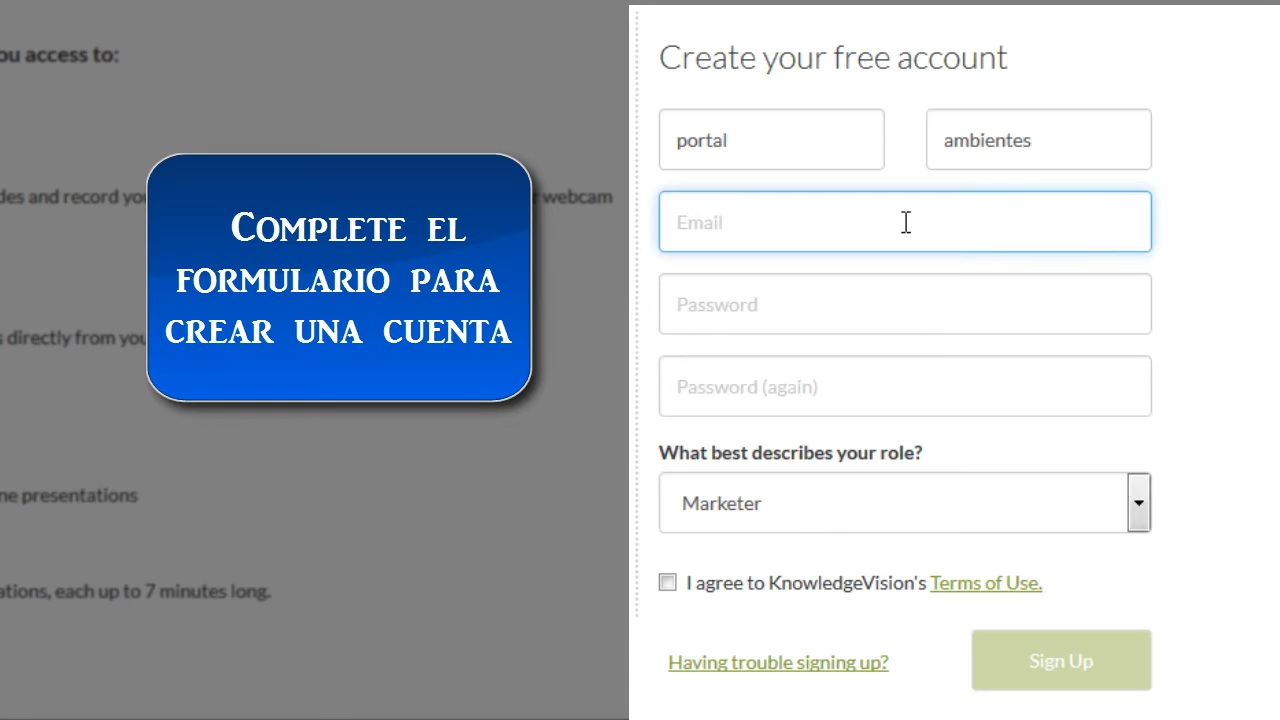 ou access to:
des and record you
webcam
s directly from you
ne presentations
ations, each up to 7 minutes long.
Complete el
formulario para
crear una cuenta
Create your free account
portal
ambientes
Email
Password
Password (again)
What best describes your role?
Marketer
I agree to KnowledgeVision's Terms of Use.
Having trouble signing up?
Sign Up